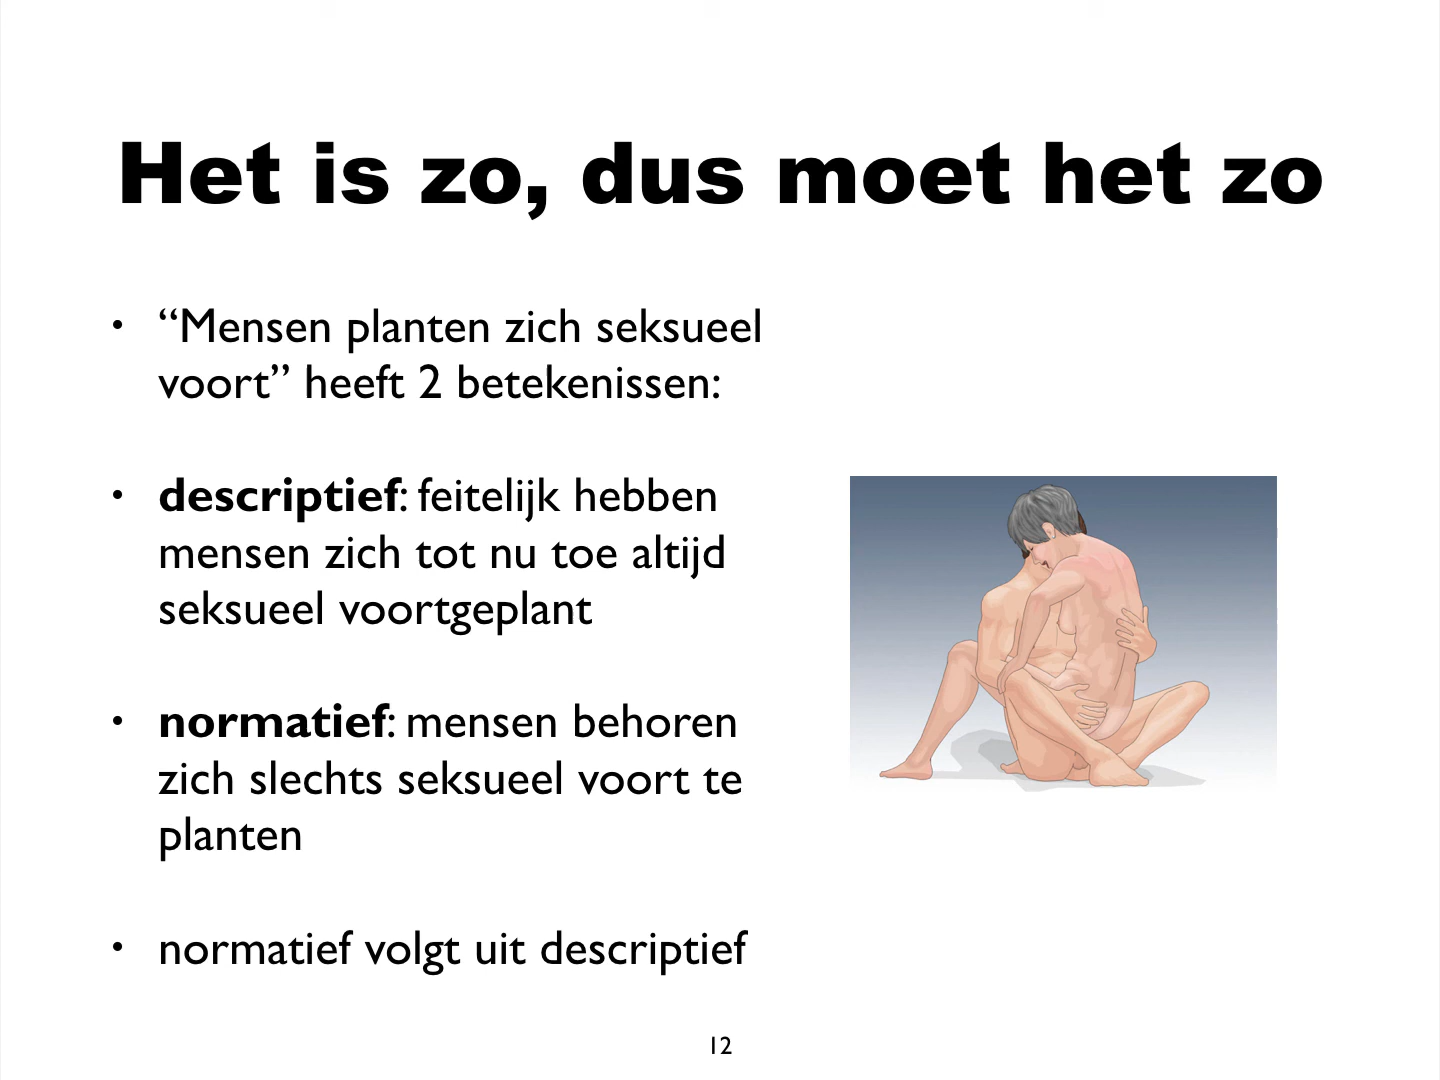 Het is zo, dus moet het zo
• “Mensen planten zich seksueel
voort” heeft 2 betekenissen:
• descriptief: feitelijk hebben
mensen zich tot nu toe altijd
seksueel voortgeplant
• normatief: mensen behoren
zich slechts seksueel voort te
planten
• normatief volgt uit descriptief
12